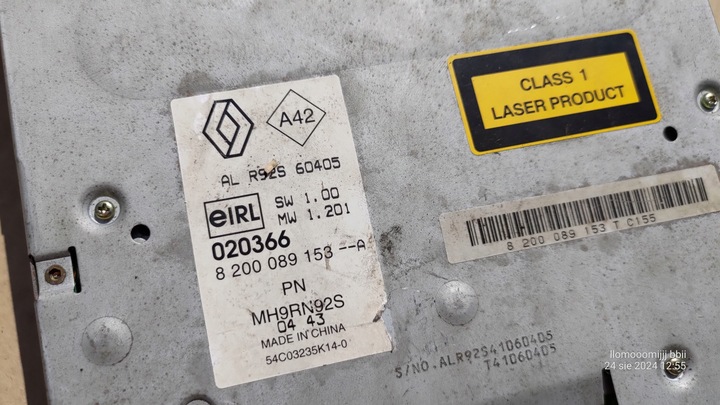 A42
CLASS 1
LASER PRODUCT
AL R92S 60405
eIRL
SW 1.00
MW 1.201
020366
8 200 089 153 --A
PN
MH9RN92S
04 43
MADE IN CHINA
54C03235K14-0
8 200 089 153 T C155
S/NO.ALR92S41060405
T41060405
llomooomijj hbii
24 sie 2024 12:55